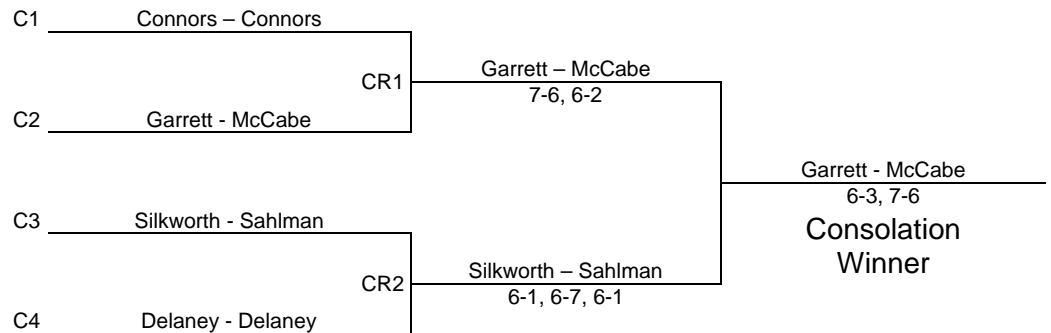 C1 Connors – Connors
CR1
Garrett – McCabe
7-6, 6-2
C2 Garrett - McCabe
Garrett - McCabe
6-3, 7-6
Consolation
Winner
C3 Silkworth - Sahlman
CR2
Silkworth – Sahlman
6-1, 6-7, 6-1
C4 Delaney - Delaney